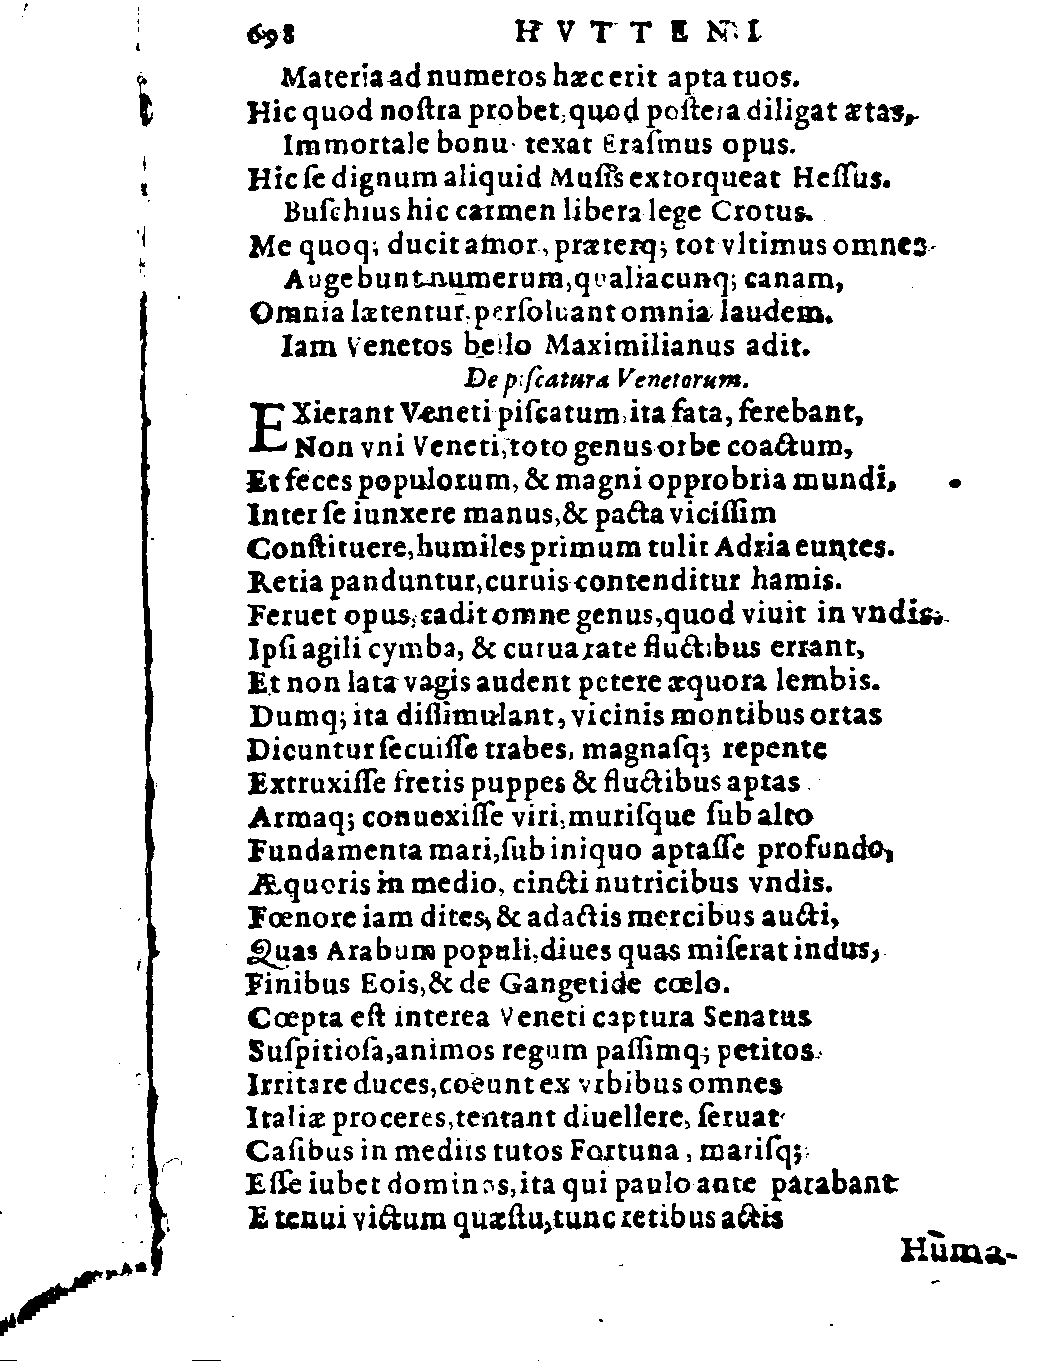 698 HVTTENI
Materia ad numeros hæc erit apta tuos.
Hic quod noſtra probet, quod poſtera diligat ætas,
Immortale bonu texat Eraſmus opus.
Hic ſe dignum aliquid Muſis extorqueat Heſſus.
Buſchius hic carmen libera lege Crotus.
Me quoq; ducit amor, præterq; tot vltimus omnes
Augebunt numerum, qualiacunq; canam,
Omnia lætentur, perſoluant omnia laudem.
Iam Venetos bello Maximilianus adit.
De piſcatura Venetorum.
EXierant Væneti piſcatum, ita fata, ferebant,
Non vni Veneti, toto genus orbe coactum,
Et feces populorum, & magni opprobria mundi,
Inter ſe iunxere manus, & pacta viciſſim
Conſtituere, humiles primum tulit Adria euntes.
Retia panduntur, curuis contenditur hamis.
Feruet opus, cadit omne genus, quod viuit in vndis.
Ipſi agili cymba, & curua rate fluctibus errant,
Et non lata vagis audent petere æquora lembis.
Dumq; ita diſſimulant, vicinis montibus ortas
Dicuntur ſecuiſſe trabes, magnaſq; repente
Extruxiſſe fretis puppes & fluctibus aptas
Armaq; conuexiſſe viri, muriſque ſub alto
Fundamenta mari, ſub iniquo aptaſſe profundo,
Æquoris in medio, cincti nutricibus vndis.
Fœnore iam dites, & adactis mercibus aucti,
Quas Arabum populi, diues quas miſerat indus,
Finibus Eois, & de Gangetide cœlo.
Cœpta eſt interea Veneti captura Senatus
Suſpitioſa, animos regum paſſimq; petitos
Irritare duces, coeunt ex vrbibus omnes
Italiæ proceres, tentant diuellere, ſeruat
Caſibus in mediis tutos Fortuna, mariſq;
Eſſe iubet dominos, ita qui paulo ante parabant
E tenui victum quæſtu, tunc retibus actis
Hūma-